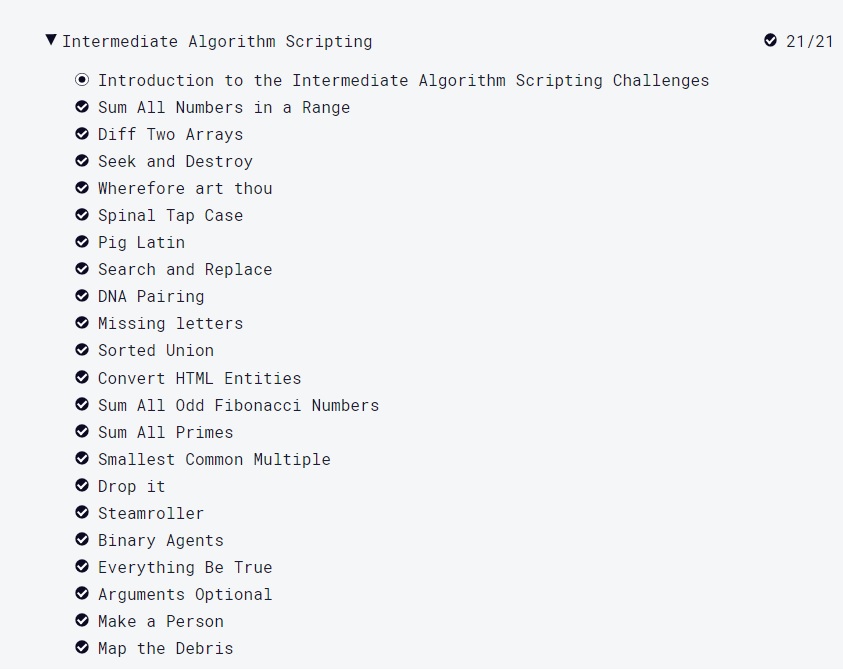 Intermediate Algorithm Scripting 21/21
Introduction to the Intermediate Algorithm Scripting Challenges
Sum All Numbers in a Range
Diff Two Arrays
Seek and Destroy
Wherefore art thou
Spinal Tap Case
Pig Latin
Search and Replace
DNA Pairing
Missing letters
Sorted Union
Convert HTML Entities
Sum All Odd Fibonacci Numbers
Sum All Primes
Smallest Common Multiple
Drop it
Steamroller
Binary Agents
Everything Be True
Arguments Optional
Make a Person
Map the Debris